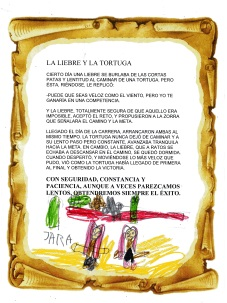 LA LIEBRE Y LA TORTUGA
CIERTO DÍA UNA LIEBRE SE BURLABA DE LAS CORTAS
PATAS Y LENTITUD AL CAMINAR DE UNA TORTUGA, PERO
ÉSTA, RIENDOSE, LE REPLICÓ:
-PUEDE QUE SEAS VELOZ COMO EL VIENTO, PERO YO TE
GANARÍA EN UNA COMPETENCIA.
Y LA LIEBRE, TOTALMENTE SEGURA DE QUE AQUELLO ERA
IMPOSIBLE, ACEPTÓ EL RETO, Y PROPUSIERON A LA ZORRA
QUE SEÑALARA EL CAMINO Y LA META.
LLEGADO EL DÍA DE LA CARRERA, ARRANCARON AMBAS AL
MISMO TIEMPO. LA TORTUGA NUNCA DEJÓ DE CAMINAR Y A
SU LENTO PASO PERO CONSTANTE, AVANZABA TRANQUILA
HACIA LA META. EN CAMBIO, LA LIEBRE, QUE A RATOS SE
ECHABA A DESCANSAR EN EL CAMINO, SE QUEDÓ DORMIDA.
CUANDO DESPERTÓ, Y MOVIÉNDOSE LO MÁS VELOZ QUE
PUDO, VIÓ COMO LA TORTUGA HABÍA LLEGADO DE PRIMERA
AL FINAL Y OBTENIDO LA VICTORIA.
CON SEGURIDAD, CONSTANCIA Y
PACIENCIA, AUNQUE A VECES PAREZCAMOS
LENTOS, OBTENDREMOS SIEMPRE EL ÉXITO.